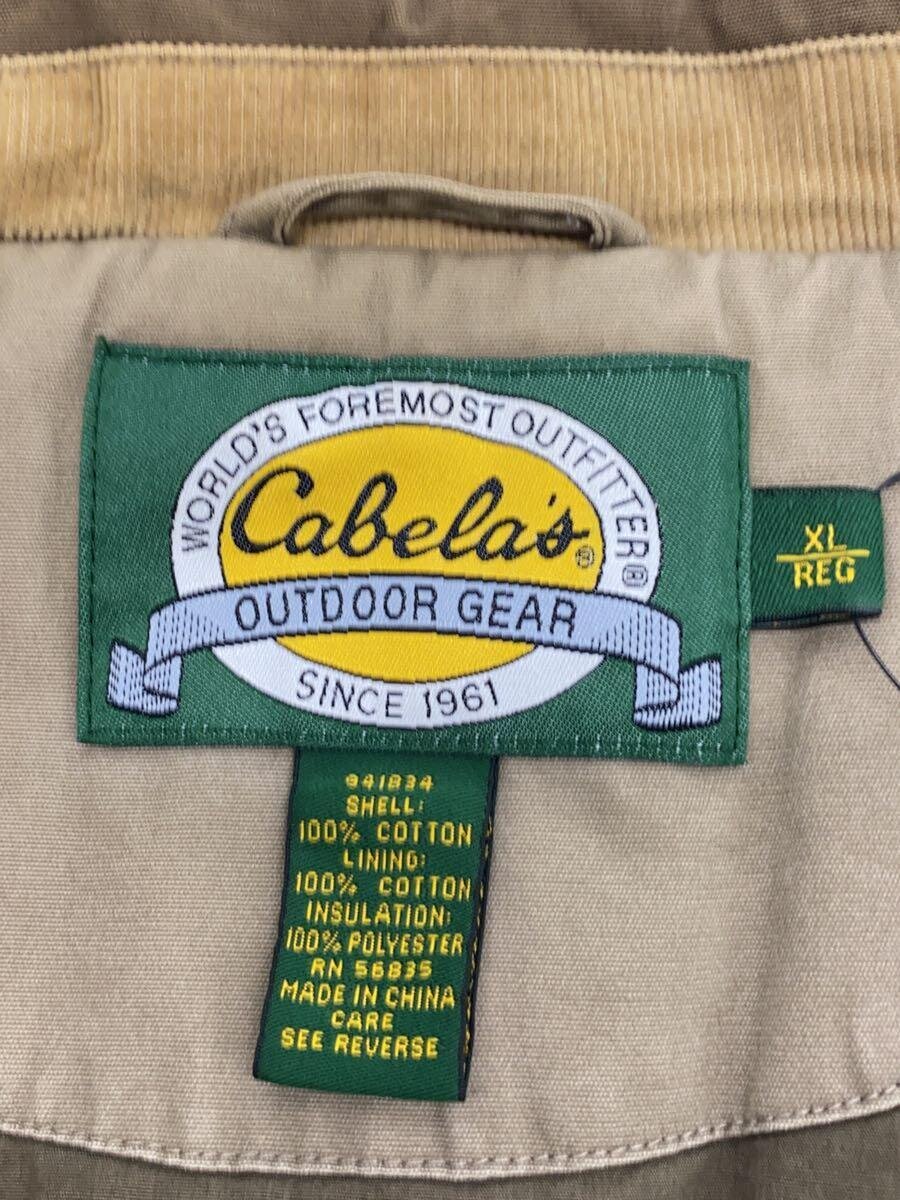 WORLD'S FOREMOST OUTFITTER®
Cabela's®
OUTDOOR GEAR
SINCE 1961
XL
REG
941834
SHELL:
100% COTTON
LINING:
100% COTTON
INSULATION:
100% POLYESTER
RN 56835
MADE IN CHINA
CARE
SEE REVERSE